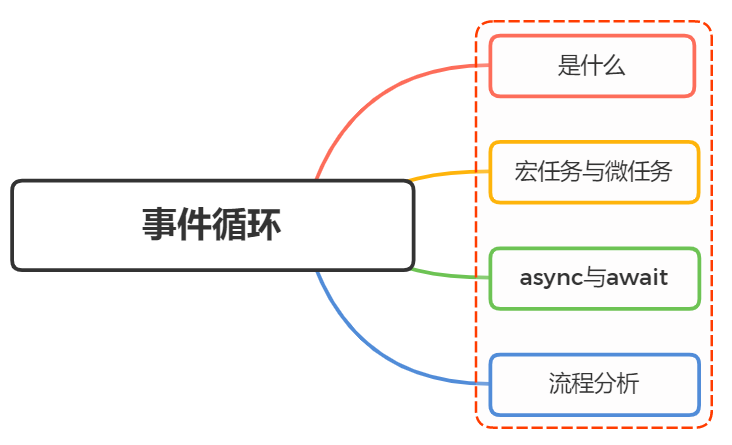 事件循环
是什么
宏任务与微任务
async与await
流程分析